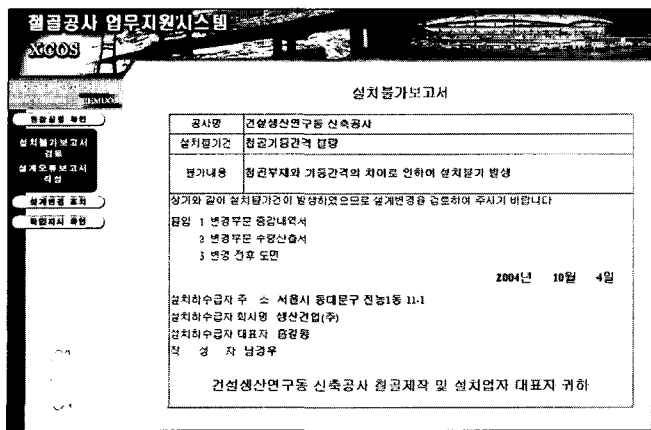 철골공사 업무지원시스템
XCOS
MENU
현장공정 확인
설치불가보고서
검토
설계오류보고서
작성
설계변경 조치
작업지시 확인
설치불가보고서
공사명 건설생산연구동 신축공사
설치불가건 철골기둥간격 불량
불가내용 철골부재와 기둥간격의 차이로 인하여 설치불가 발생
상기와 같이 설치불가건이 발생하였으므로 설계변경을 검토하여 주시기 바랍니다
붙임 1 변경부문 증감내역서
2 변경부문 수량산출서
3 변경 전후 도면
2004년 10월 4일
설치하수급자 주 소 서울시 동대문구 전농1동 11-1
설치하수급자 회사명 생산건업(주)
설치하수급자 대표자 홍길동
작 성 자 남경우
건설생산연구동 신축공사 철골제작 및 설치업자 대표자 귀하